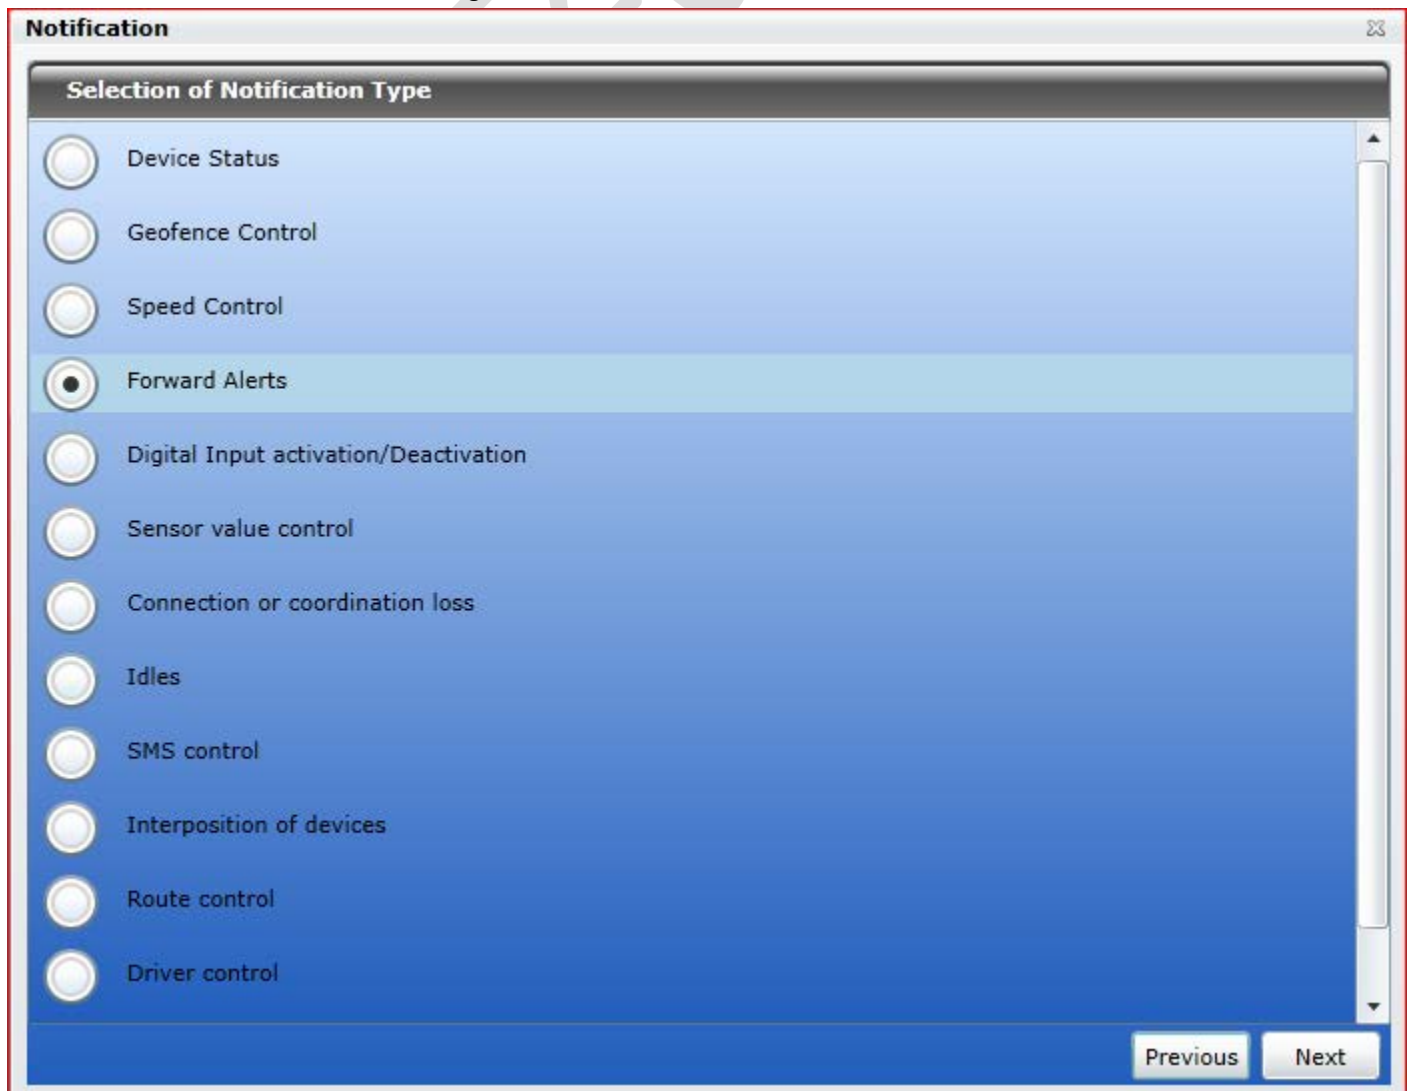 Notification
Selection of Notification Type
Device Status
Geofence Control
Speed Control
Forward Alerts
Digital Input activation/Deactivation
Sensor value control
Connection or coordination loss
Idles
SMS control
Interposition of devices
Route control
Driver control
Previous Next